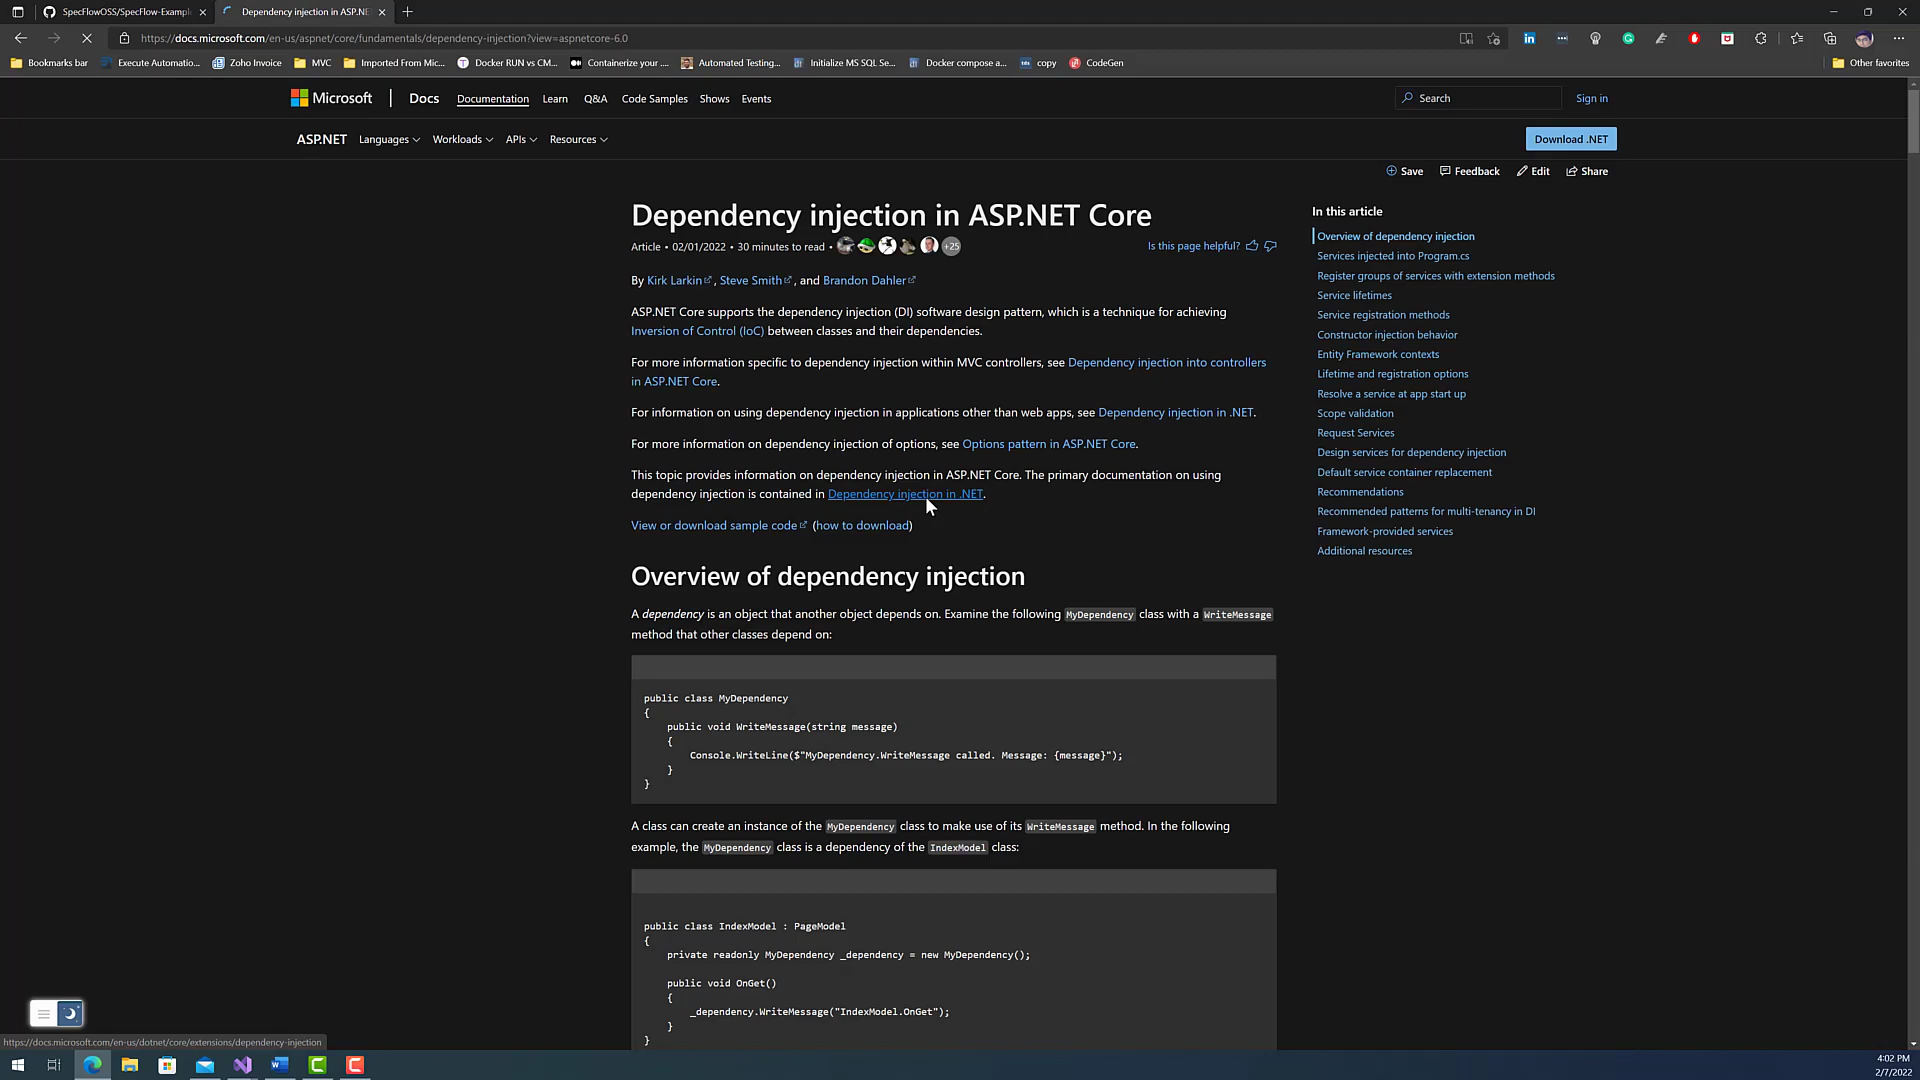 SpecFlowOSS/SpecFlow-Example
Dependency injection in ASP.NE
https://docs.microsoft.com/en-us/aspnet/core/fundamentals/dependency-injection?view=aspnetcore-6.0
Bookmarks bar
Execute Automatio...
Zoho Invoice
MVC
Imported From Mic...
Docker RUN vs CM...
Containerize your ....
Automated Testing...
Initialize MS SQL Se...
Docker compose a...
copy
CodeGen
Other favorites
Microsoft
Docs
Documentation
Learn
Q&A
Code Samples
Shows
Events
Search
Sign in
ASP.NET
Languages
Workloads
APIs
Resources
Download .NET
Save
Feedback
Edit
Share
Dependency injection in ASP.NET Core
Article • 02/01/2022 • 30 minutes to read •
+25
Is this page helpful?
By Kirk Larkin, Steve Smith, and Brandon Dahler
ASP.NET Core supports the dependency injection (DI) software design pattern, which is a technique for achieving
Inversion of Control (IoC) between classes and their dependencies.
For more information specific to dependency injection within MVC controllers, see Dependency injection into controllers
in ASP.NET Core.
For information on using dependency injection in applications other than web apps, see Dependency injection in .NET.
For more information on dependency injection of options, see Options pattern in ASP.NET Core.
This topic provides information on dependency injection in ASP.NET Core. The primary documentation on using
dependency injection is contained in Dependency injection in .NET.
View or download sample code (how to download)
Overview of dependency injection
A dependency is an object that another object depends on. Examine the following MyDependency class with a WriteMessage
method that other classes depend on:
public class MyDependency
{
public void WriteMessage(string message)
{
Console.WriteLine($"MyDependency.WriteMessage called. Message: {message}");
}
}
A class can create an instance of the MyDependency class to make use of its WriteMessage method. In the following
example, the MyDependency class is a dependency of the IndexModel class:
public class IndexModel : PageModel
{
private readonly MyDependency _dependency = new MyDependency();
public void OnGet()
{
_dependency.WriteMessage("IndexModel.OnGet");
}
}
In this article
Overview of dependency injection
Services injected into Program.cs
Register groups of services with extension methods
Service lifetimes
Service registration methods
Constructor injection behavior
Entity Framework contexts
Lifetime and registration options
Resolve a service at app start up
Scope validation
Request Services
Design services for dependency injection
Default service container replacement
Recommendations
Recommended patterns for multi-tenancy in DI
Framework-provided services
Additional resources
https://docs.microsoft.com/en-us/dotnet/core/extensions/dependency-injection
4:02 PM
2/7/2022